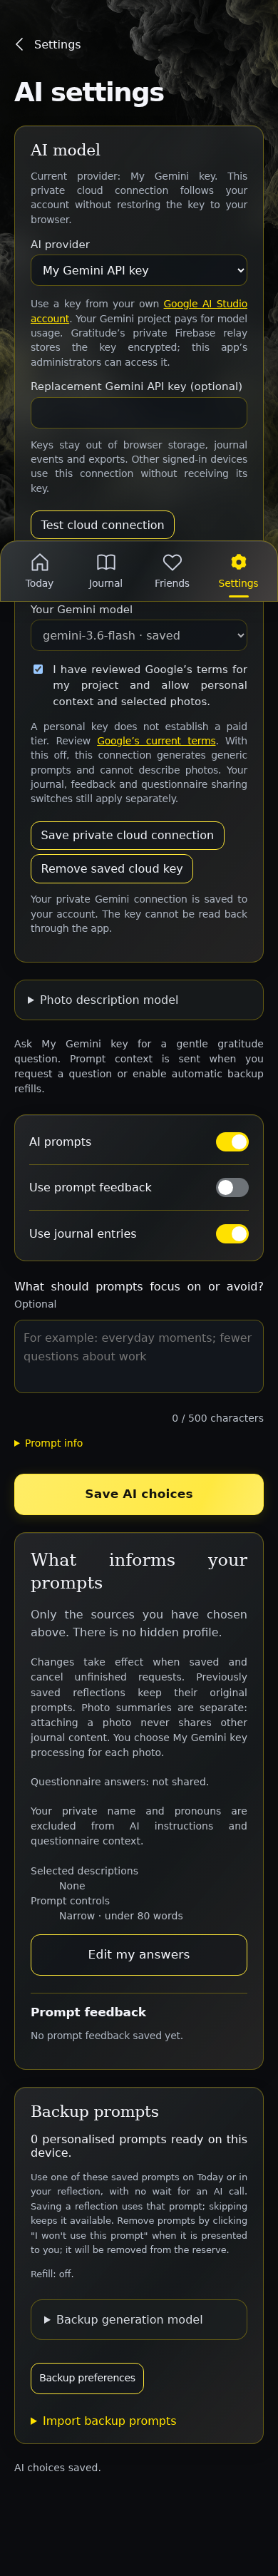 Settings
AI settings
AI model
Current provider: My Gemini key. This
private cloud connection follows your
account without restoring the key to your
browser.
AI provider
My Gemini API key
Use a key from your own Google AI Studio
account. Your Gemini project pays for model
usage. Gratitude’s private Firebase relay
stores the key encrypted; this app’s
administrators can access it.
Replacement Gemini API key (optional)
Keys stay out of browser storage, journal
events and exports. Other signed-in devices
use this connection without receiving its
key.
Test cloud connection
Today
Journal
Friends
Settings
Your Gemini model
gemini-3.6-flash · saved
I have reviewed Google’s terms for
my project and allow personal
context and selected photos.
A personal key does not establish a paid
tier. Review Google’s current terms. With
this off, this connection generates generic
prompts and cannot describe photos. Your
journal, feedback and questionnaire sharing
switches still apply separately.
Save private cloud connection
Remove saved cloud key
Your private Gemini connection is saved to
your account. The key cannot be read back
through the app.
Photo description model
Ask My Gemini key for a gentle gratitude
question. Prompt context is sent when you
request a question or enable automatic backup
refills.
AI prompts
Use prompt feedback
Use journal entries
What should prompts focus on or avoid?
Optional
For example: everyday moments; fewer
questions about work
0 / 500 characters
Prompt info
Save AI choices
What informs your
prompts
Only the sources you have chosen
above. There is no hidden profile.
Changes take effect when saved and
cancel unfinished requests. Previously
saved reflections keep their original
prompts. Photo summaries are separate:
attaching a photo never shares other
journal content. You choose My Gemini key
processing for each photo.
Questionnaire answers: not shared.
Your private name and pronouns are
excluded from AI instructions and
questionnaire context.
Selected descriptions
None
Prompt controls
Narrow · under 80 words
Edit my answers
Prompt feedback
No prompt feedback saved yet.
Backup prompts
0 personalised prompts ready on this
device.
Use one of these saved prompts on Today or in
your reflection, with no wait for an AI call.
Saving a reflection uses that prompt; skipping
keeps it available. Remove prompts by clicking
"I won't use this prompt" when it is presented
to you; it will be removed from the reserve.
Refill: off.
Backup generation model
Backup preferences
Import backup prompts
AI choices saved.